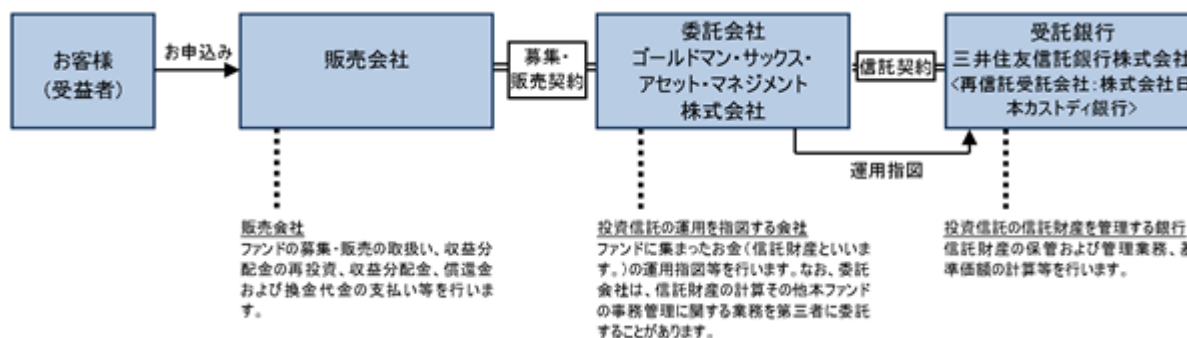 お客様
（受益者）
お申込み
販売会社
募集・
販売契約
委託会社
ゴールドマン・サックス・
アセット・マネジメント
株式会社
信託契約
受託銀行
三井住友信託銀行株式会社
＜再信託受託会社：株式会社日
本カストディ銀行＞
運用指図
販売会社
ファンドの募集・販売の取扱い、収益分
配金の再投資、収益分配金、償還金
および換金代金の支払い等を行いま
す。
投資信託の運用を指図する会社
ファンドに集まったお金（信託財産といいま
す。）の運用指図等を行います。なお、委託
会社は、信託財産の計算その他本ファンド
の事務管理に関する業務を第三者に委託
することがあります。
投資信託の信託財産を管理する銀行
信託財産の保管および管理業務、基
準価額の計算等を行います。